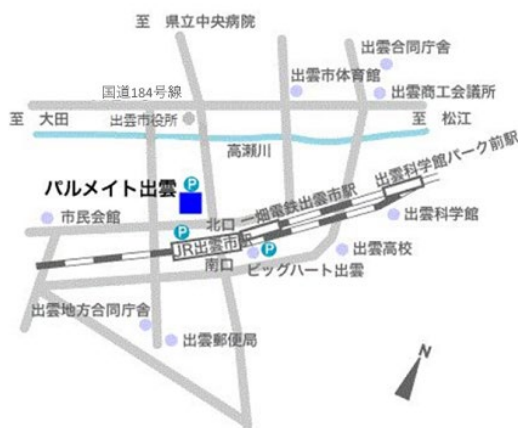 至 県立中央病院
出雲合同庁舎
出雲市体育館
国道184号線
出雲商工会議所
至 大田
出雲市役所
至 松江
高瀬川
出雲科学館パーク前駅
パルメイト出雲
P
市民会館
北口
一畑電鉄出雲市駅
出雲科学館
P
JR出雲市駅
南口
P
出雲高校
ビッグハート出雲
出雲地方合同庁舎
出雲郵便局
N